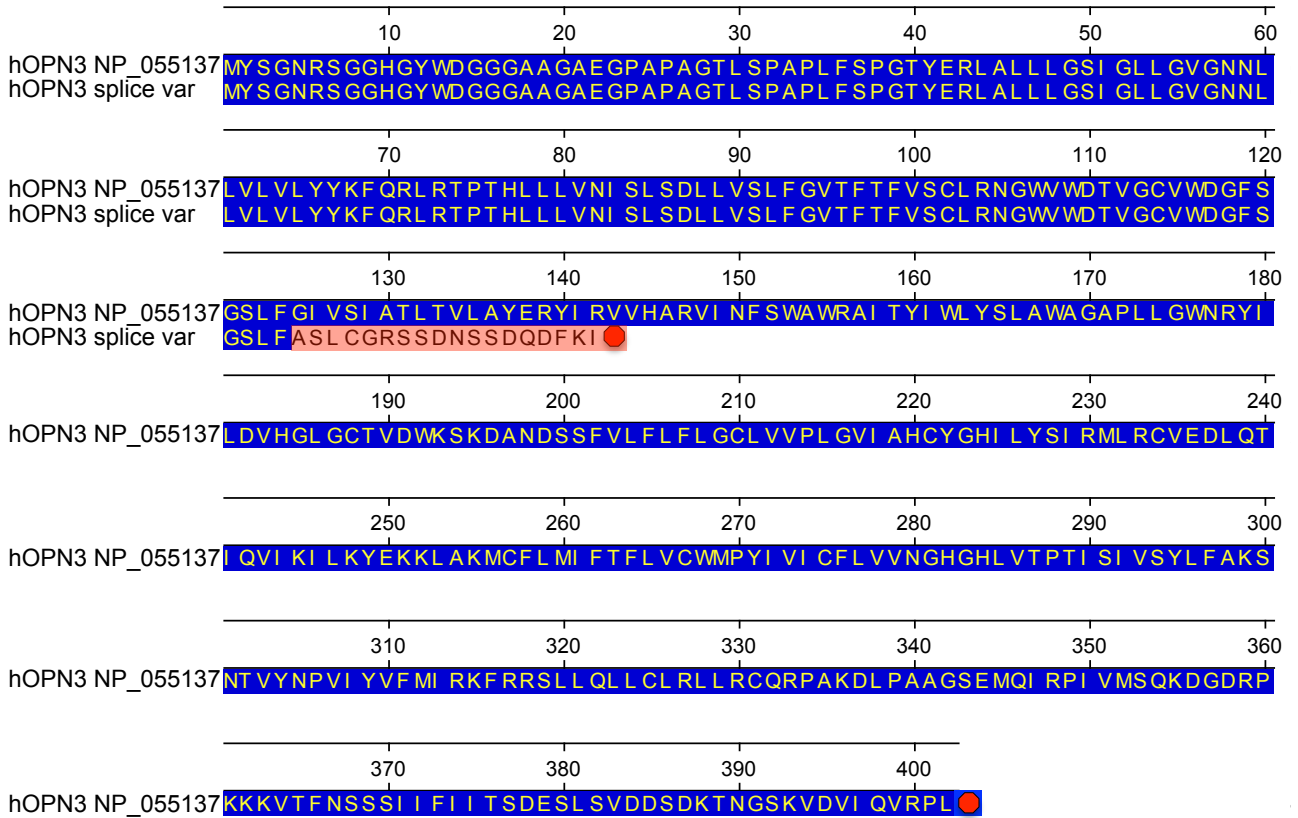 10 20 30 40 50 60
hOPN3 NP_055137 MYSGNRSGGHGYWDGGGAAGAEGPAPAGTLSPAPLFSPGTYERLALLLGSIGLLGVGNNL
hOPN3 splice var MYSGNRSGGHGYWDGGGAAGAEGPAPAGTLSPAPLFSPGTYERLALLLGSIGLLGVGNNL
70 80 90 100 110 120
hOPN3 NP_055137 LVLVLYYKFQRLRTPTHLLLVNISLSDLLVSLFGVTFTFVSCLRNGWVWDTVGCVWDGFS
hOPN3 splice var LVLVLYYKFQRLRTPTHLLLVNISLSDLLVSLFGVTFTFVSCLRNGWVWDTVGCVWDGFS
130 140 150 160 170 180
hOPN3 NP_055137 GSLFGIVSIATLTVLAYERYIRVVHARVINFSWAWRAITYIWLYSLAWAGAPLLGWNRYI
hOPN3 splice var GSLFASLCGRSSDNSSDQDFKI
190 200 210 220 230 240
hOPN3 NP_055137 LDVHGLGCTVDWKSKDANDSSFVLFLFLGCLVVPLGVIAHCYGHILYSIRMLRCVEDLQT
250 260 270 280 290 300
hOPN3 NP_055137 IQVIKILKYEKKLAKMCFLMIFTFLVCWMPYIVICFLVVNGHGHLVTPTISIVSYLFAKS
310 320 330 340 350 360
hOPN3 NP_055137 NTVYNPVIYVFMIRKFRRSLLQLLCLRLLRCQRPAKDLPAAGSEMQIRPIVMSQKDGDRP
370 380 390 400
hOPN3 NP_055137 KKKVTFNSSSIIFIITSDESLSVDDSDKTNGSKVDVIQVRPL